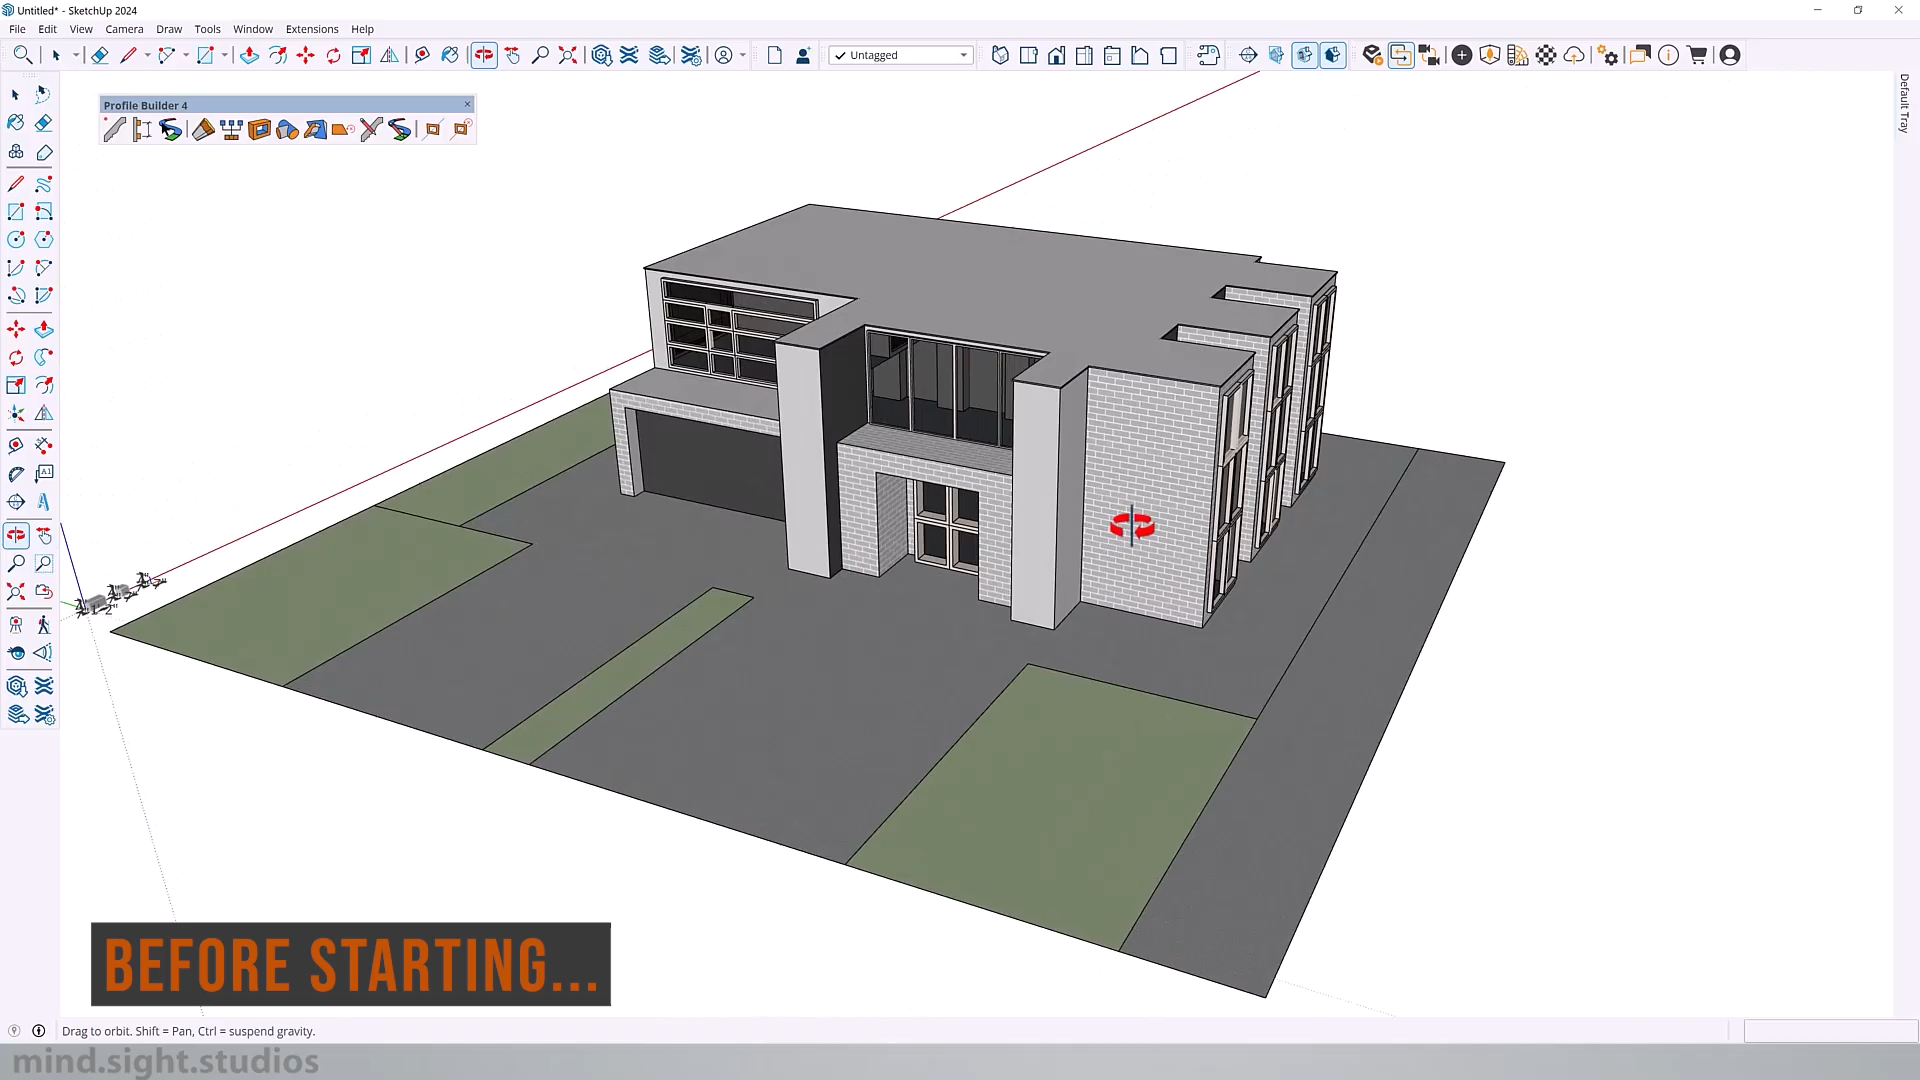 Untitled* - SketchUp 2024
File Edit View Camera Draw Tools Window Extensions Help
Untagged
Default Tray
Profile Builder 4
A1
BEFORE STARTING...
Drag to orbit. Shift = Pan, Ctrl = suspend gravity.
mind.sight.studios